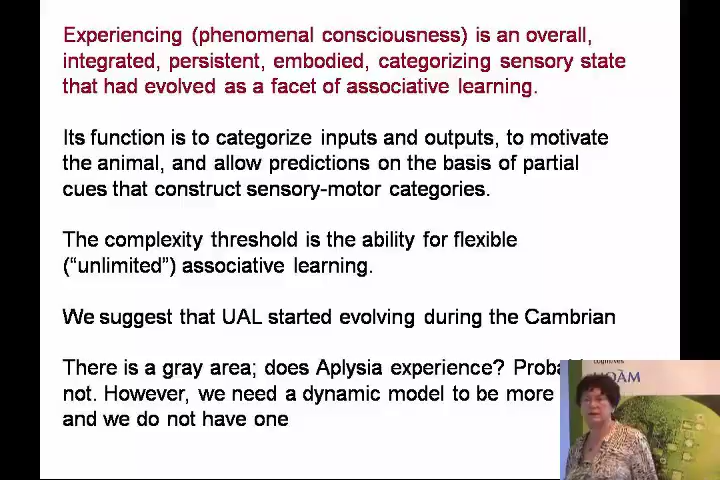 Experiencing (phenomenal consciousness) is an overall,
integrated, persistent, embodied, categorizing sensory state
that had evolved as a facet of associative learning.
Its function is to categorize inputs and outputs, to motivate
the animal, and allow predictions on the basis of partial
cues that construct sensory-motor categories.
The complexity threshold is the ability for flexible
("unlimited") associative learning.
We suggest that UAL started evolving during the Cambrian
There is a gray area; does Aplysia experience?
not. However, we need a dynamic model to be more
and we do not have one
cognitives
UQÀM